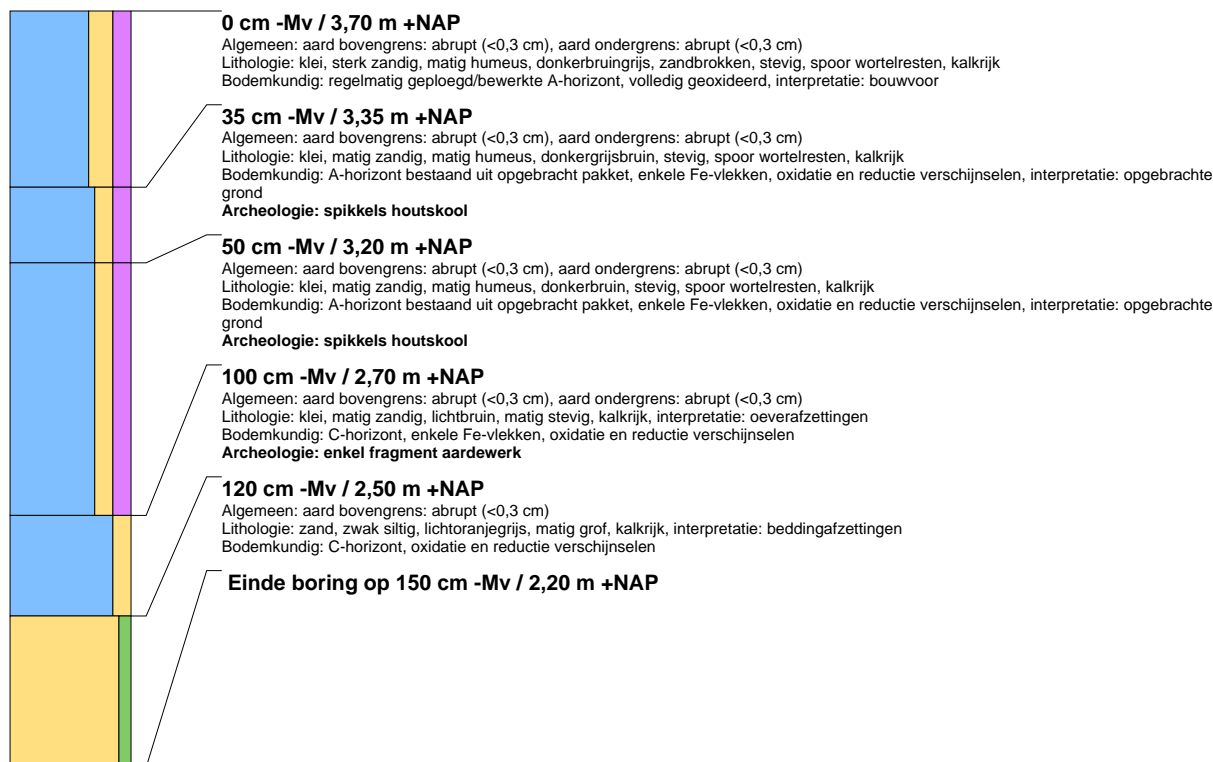 0 cm -Mv / 3,70 m +NAP
Algemeen: aard bovengrens: abrupt (<0,3 cm), aard ondergrens: abrupt (<0,3 cm)
Lithologie: klei, sterk zandig, matig humeus, donkerbruingrijs, zandbrokken, stevig, spoor wortelresten, kalkrijk
Bodemkundig: regelmatig geploegd/bewerkte A-horizont, volledig geoxideerd, interpretatie: bouwvoor
35 cm -Mv / 3,35 m +NAP
Algemeen: aard bovengrens: abrupt (<0,3 cm), aard ondergrens: abrupt (<0,3 cm)
Lithologie: klei, matig zandig, matig humeus, donkergrijsbruin, stevig, spoor wortelresten, kalkrijk
Bodemkundig: A-horizont bestaand uit opgebracht pakket, enkele Fe-vlekken, oxidatie en reductie verschijnselen, interpretatie: opgebrachte
grond
Archeologie: spikkels houtskool
50 cm -Mv / 3,20 m +NAP
Algemeen: aard bovengrens: abrupt (<0,3 cm), aard ondergrens: abrupt (<0,3 cm)
Lithologie: klei, matig zandig, matig humeus, donkerbruin, stevig, spoor wortelresten, kalkrijk
Bodemkundig: A-horizont bestaand uit opgebracht pakket, enkele Fe-vlekken, oxidatie en reductie verschijnselen, interpretatie: opgebrachte
grond
Archeologie: spikkels houtskool
100 cm -Mv / 2,70 m +NAP
Algemeen: aard bovengrens: abrupt (<0,3 cm), aard ondergrens: abrupt (<0,3 cm)
Lithologie: klei, matig zandig, lichtbruin, matig stevig, kalkrijk, interpretatie: oeverafzettingen
Bodemkundig: C-horizont, enkele Fe-vlekken, oxidatie en reductie verschijnselen
Archeologie: enkel fragment aardewerk
120 cm -Mv / 2,50 m +NAP
Algemeen: aard bovengrens: abrupt (<0,3 cm)
Lithologie: zand, zwak siltig, lichtoranjegrijs, matig grof, kalkrijk, interpretatie: beddingafzettingen
Bodemkundig: C-horizont, oxidatie en reductie verschijnselen
Einde boring op 150 cm -Mv / 2,20 m +NAP